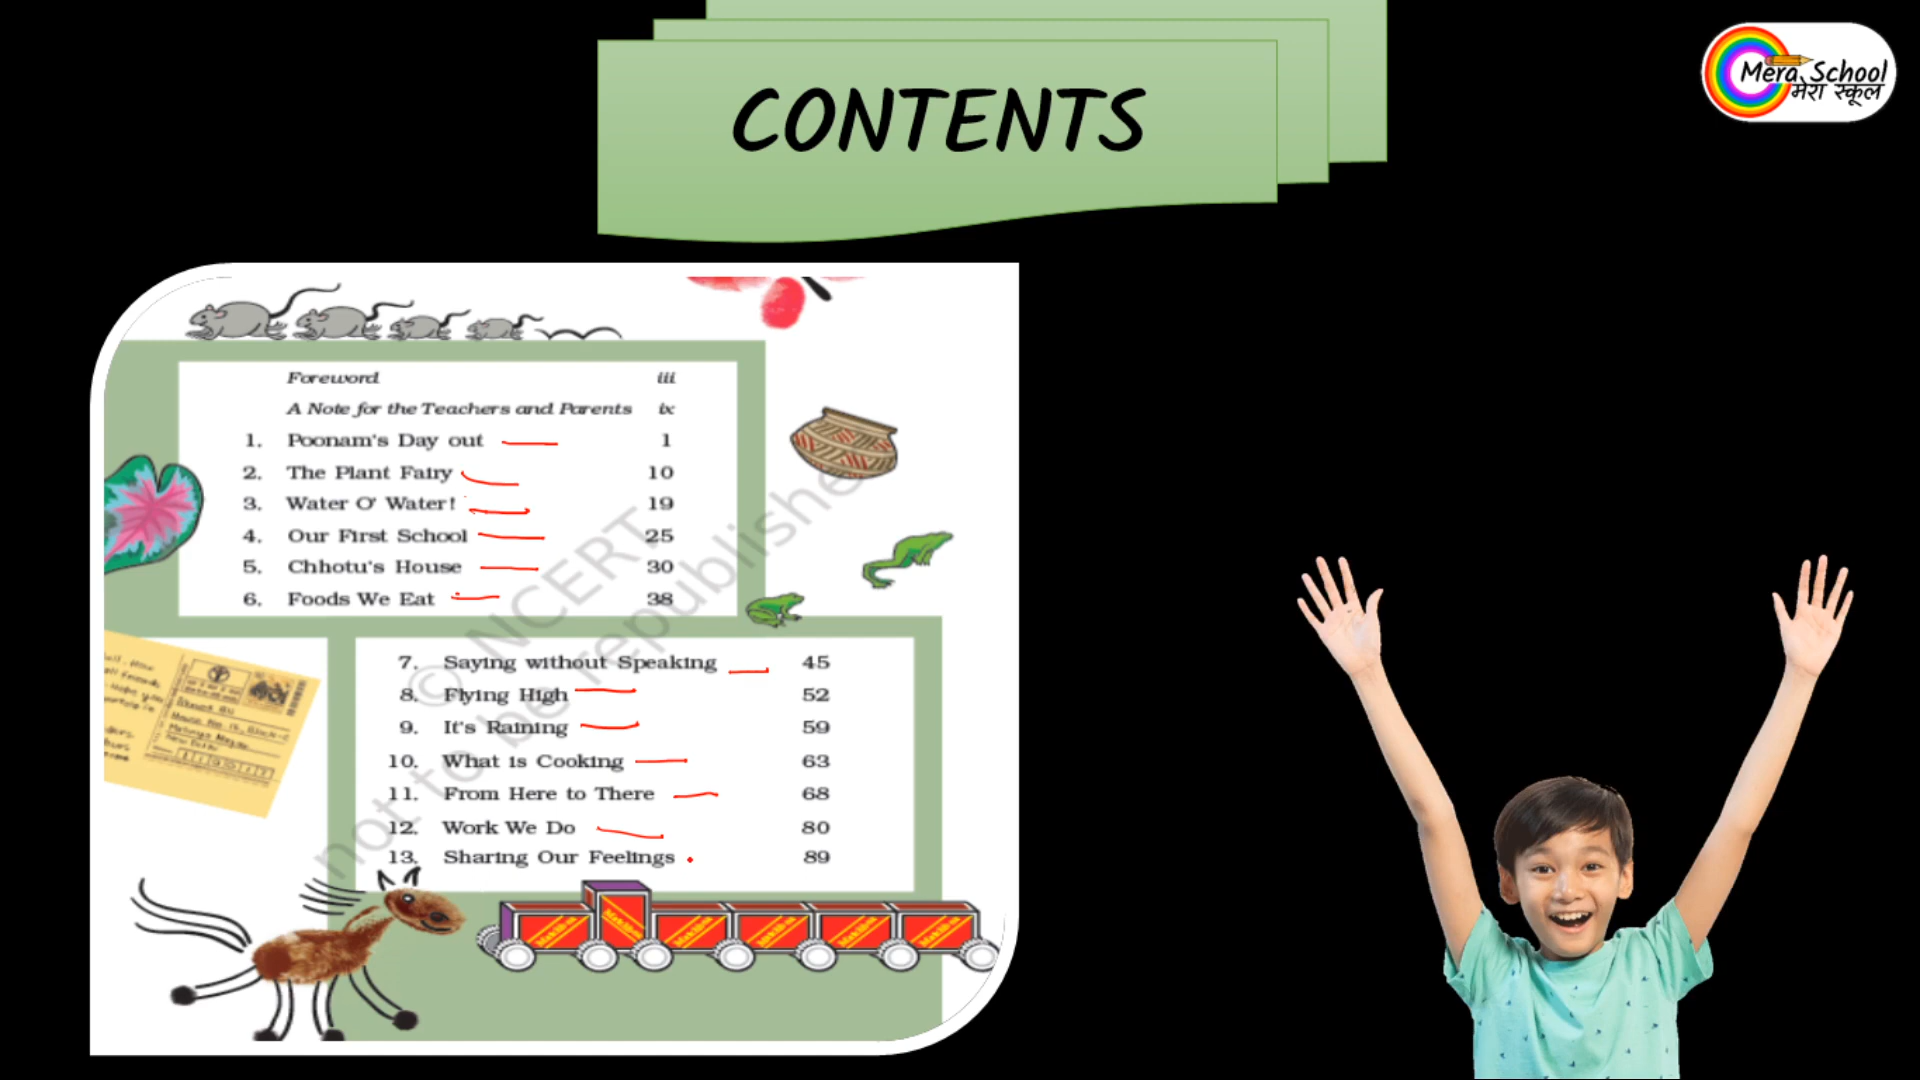 CONTENTS
Mera School
मेरा स्कूल
Foreword iii
A Note for the Teachers and Parents ix
1. Poonam's Day out 1
2. The Plant Fairy 10
3. Water O' Water! 19
4. Our First School 25
5. Chhotu's House 30
6. Foods We Eat 38
7. Saying without Speaking 45
8. Flying High 52
9. It's Raining 59
10. What is Cooking 63
11. From Here to There 68
12. Work We Do 80
13. Sharing Our Feelings 89
© NCERT
not to be republishe